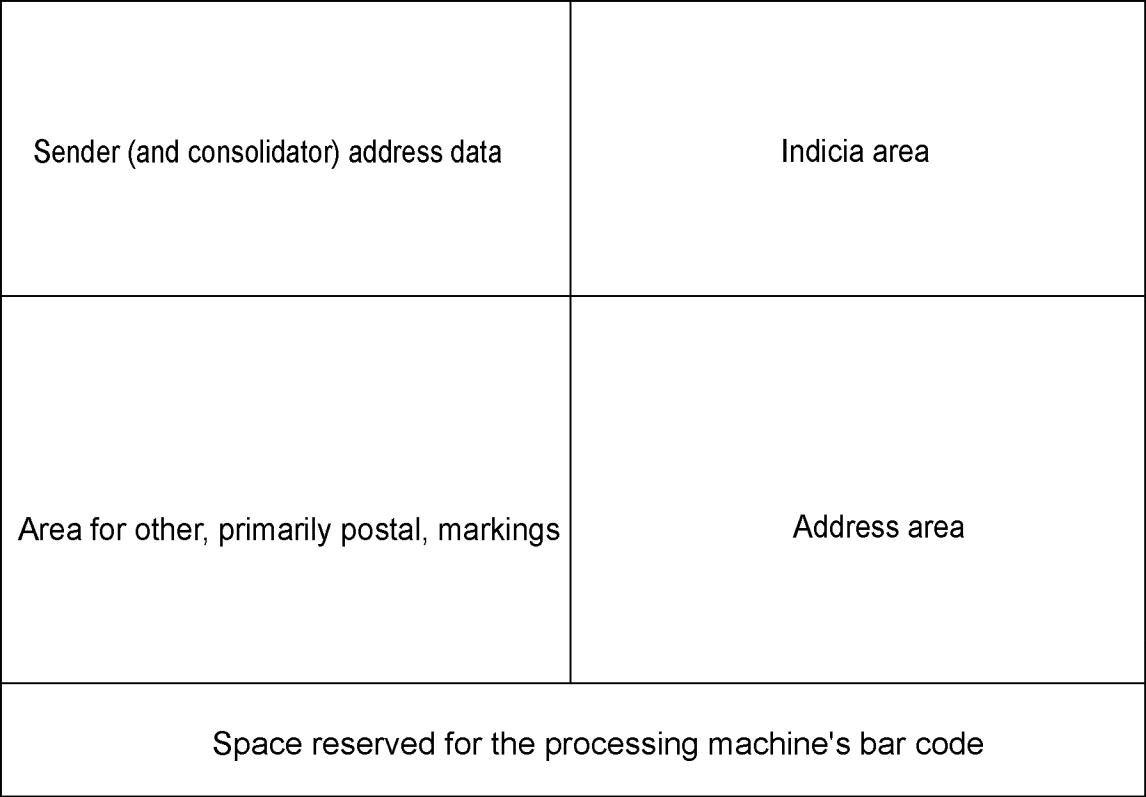 Sender (and consolidator) address data
Indicia area
Area for other, primarily postal, markings
Address area
Space reserved for the processing machine's bar code